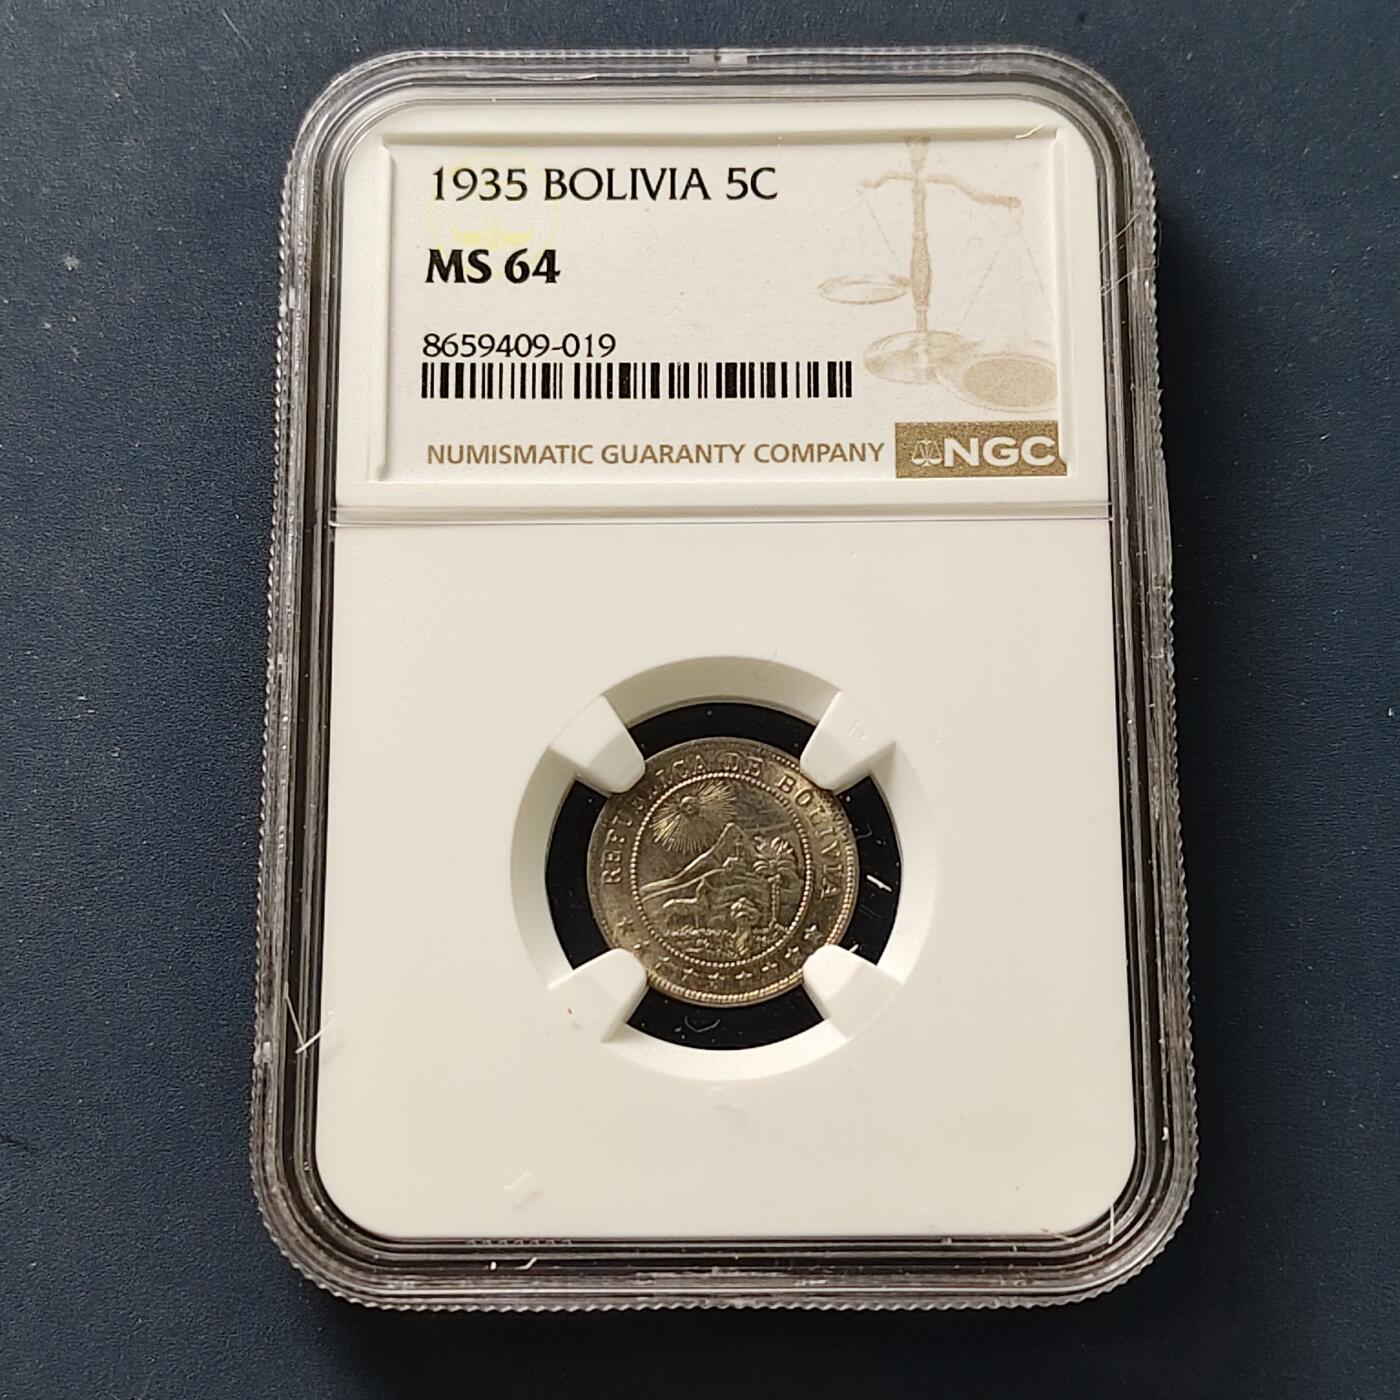 1935 BOLIVIA 5C
MS 64
8659409-019
NUMISMATIC GUARANTY COMPANY
NGC
REPUBLICA DE BOLIVIA